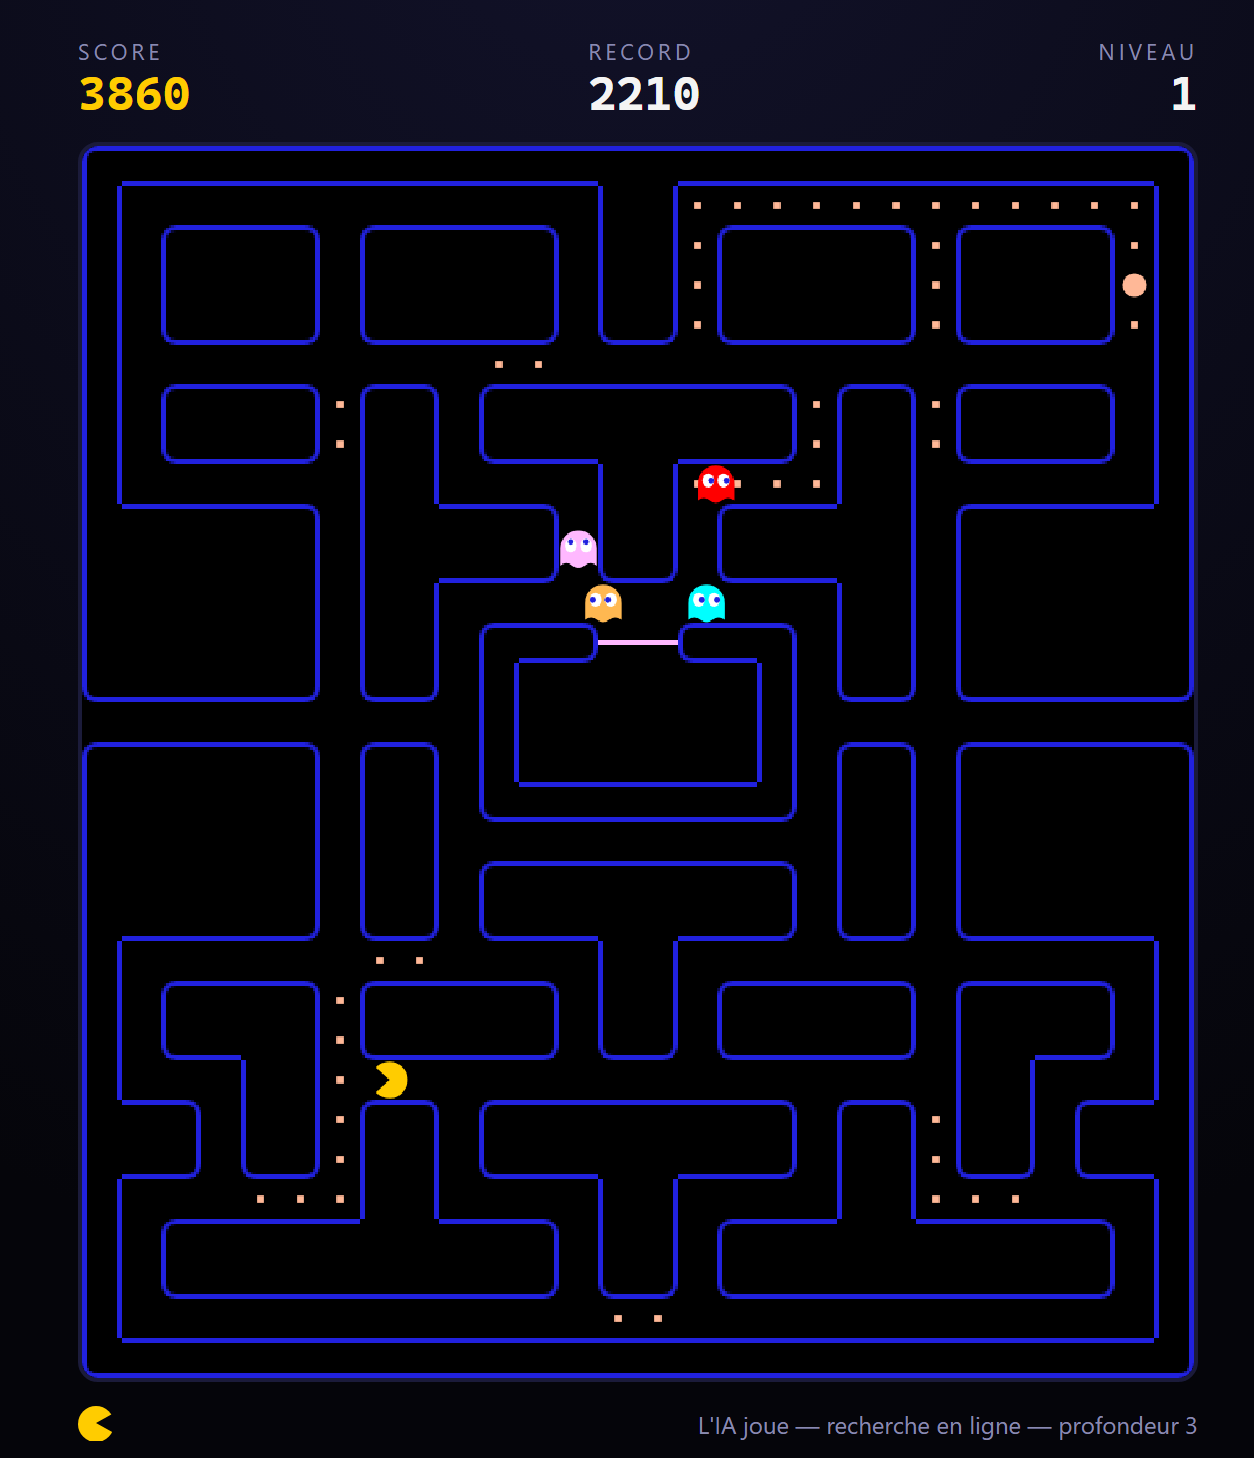 SCORE
3860
RECORD
2210
NIVEAU
1
L'IA joue — recherche en ligne — profondeur 3